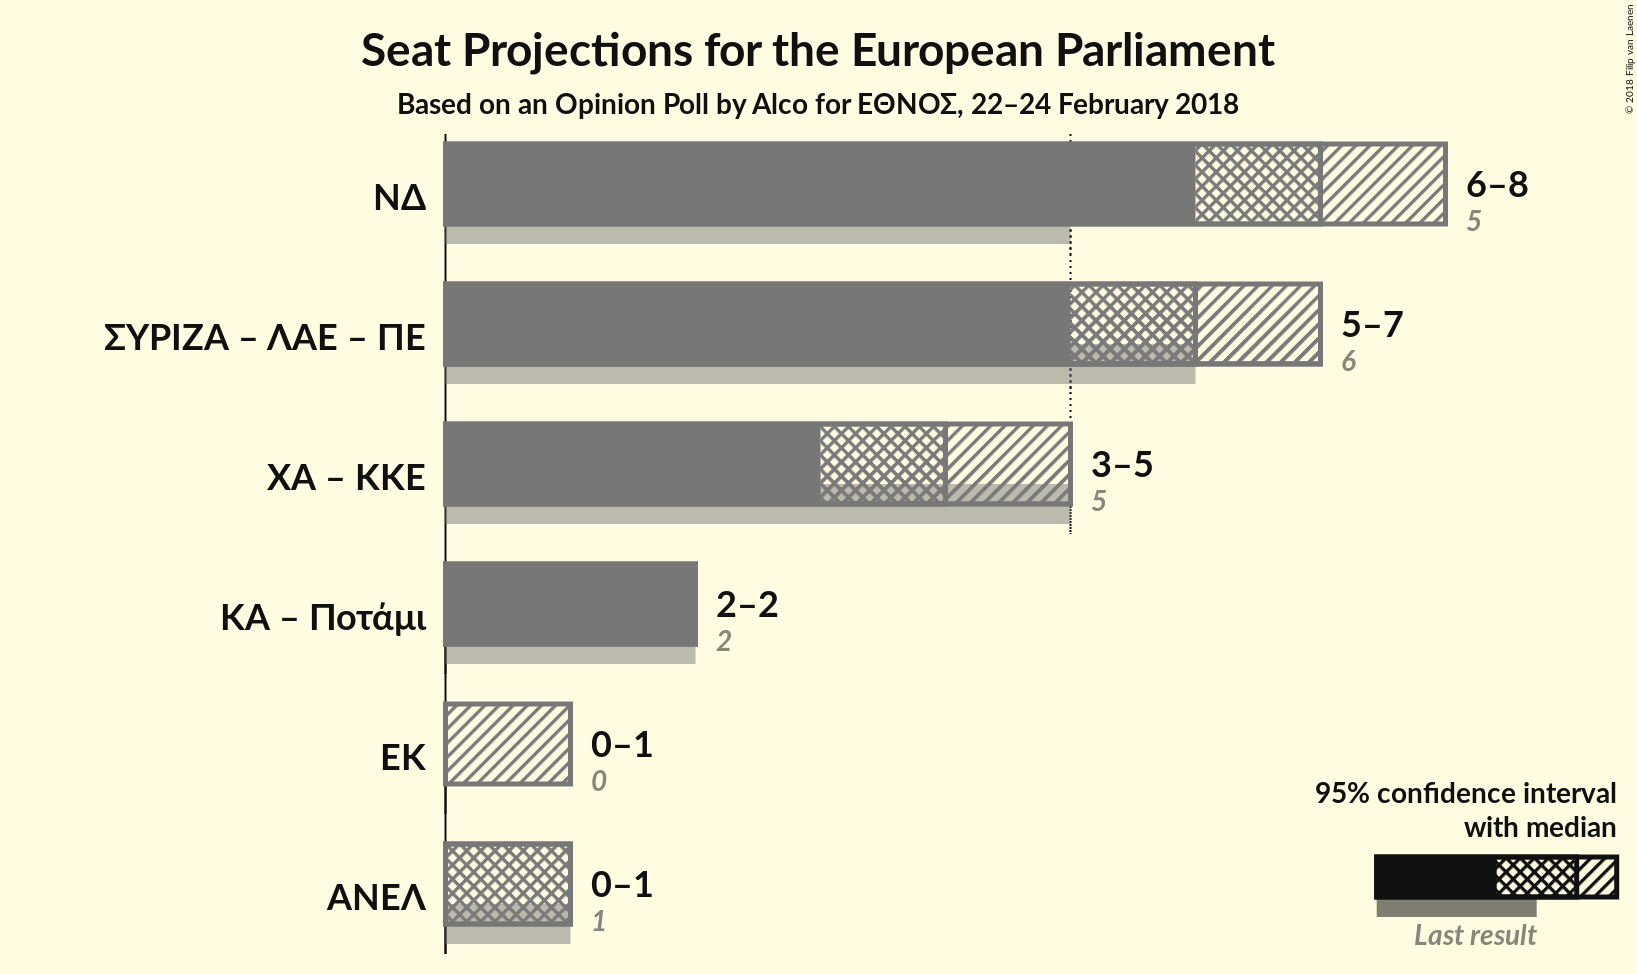 Seat Projections for the European Parliament
Based on an Opinion Poll by Alco for ΕΘΝΟΣ, 22–24 February 2018
© 2018 Filip van Laenen
ΝΔ
6–8
5
ΣΥΡΙΖΑ – ΛΑΕ – ΠΕ
5–7
6
ΧΑ – ΚΚΕ
3–5
5
ΚΑ – Ποτάμι
2–2
2
ΕΚ
0–1
0
ΑΝΕΛ
0–1
1
95% confidence interval
with median
Last result